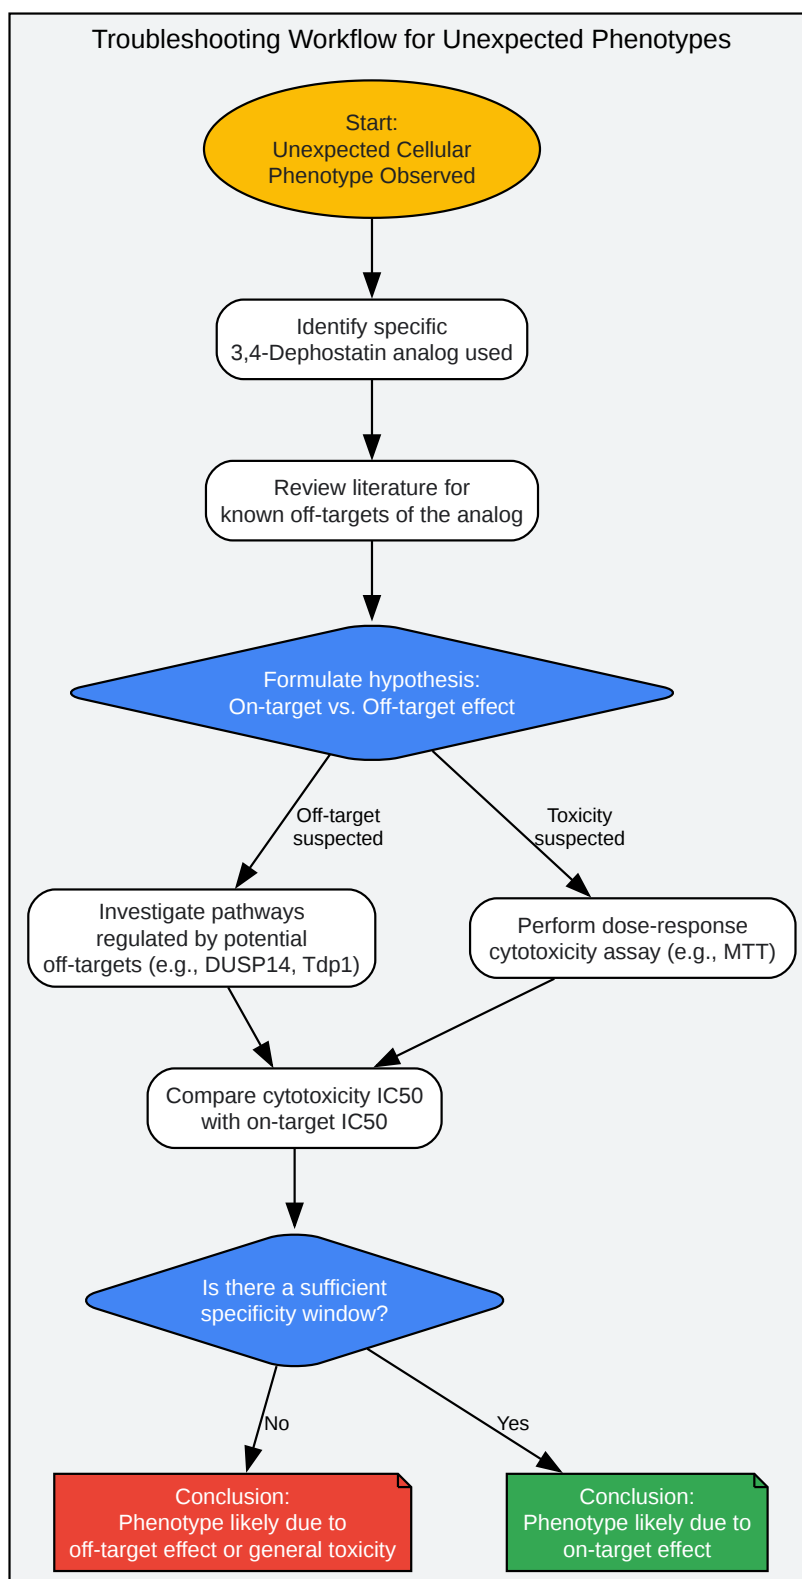 Troubleshooting Workflow for Unexpected Phenotypes
Start:
Unexpected Cellular
Phenotype Observed
Identify specific
3,4-Dephostatin analog used
Review literature for
known off-targets of the analog
Formulate hypothesis:
On-target vs. Off-target effect
Off-target
suspected
Toxicity
suspected
Investigate pathways
regulated by potential
off-targets (e.g., DUSP14, Tdp1)
Perform dose-response
cytotoxicity assay (e.g., MTT)
Compare cytotoxicity IC50
with on-target IC50
Is there a sufficient
specificity window?
No
Yes
Conclusion:
Phenotype likely due to
off-target effect or general toxicity
Conclusion:
Phenotype likely due to
on-target effect